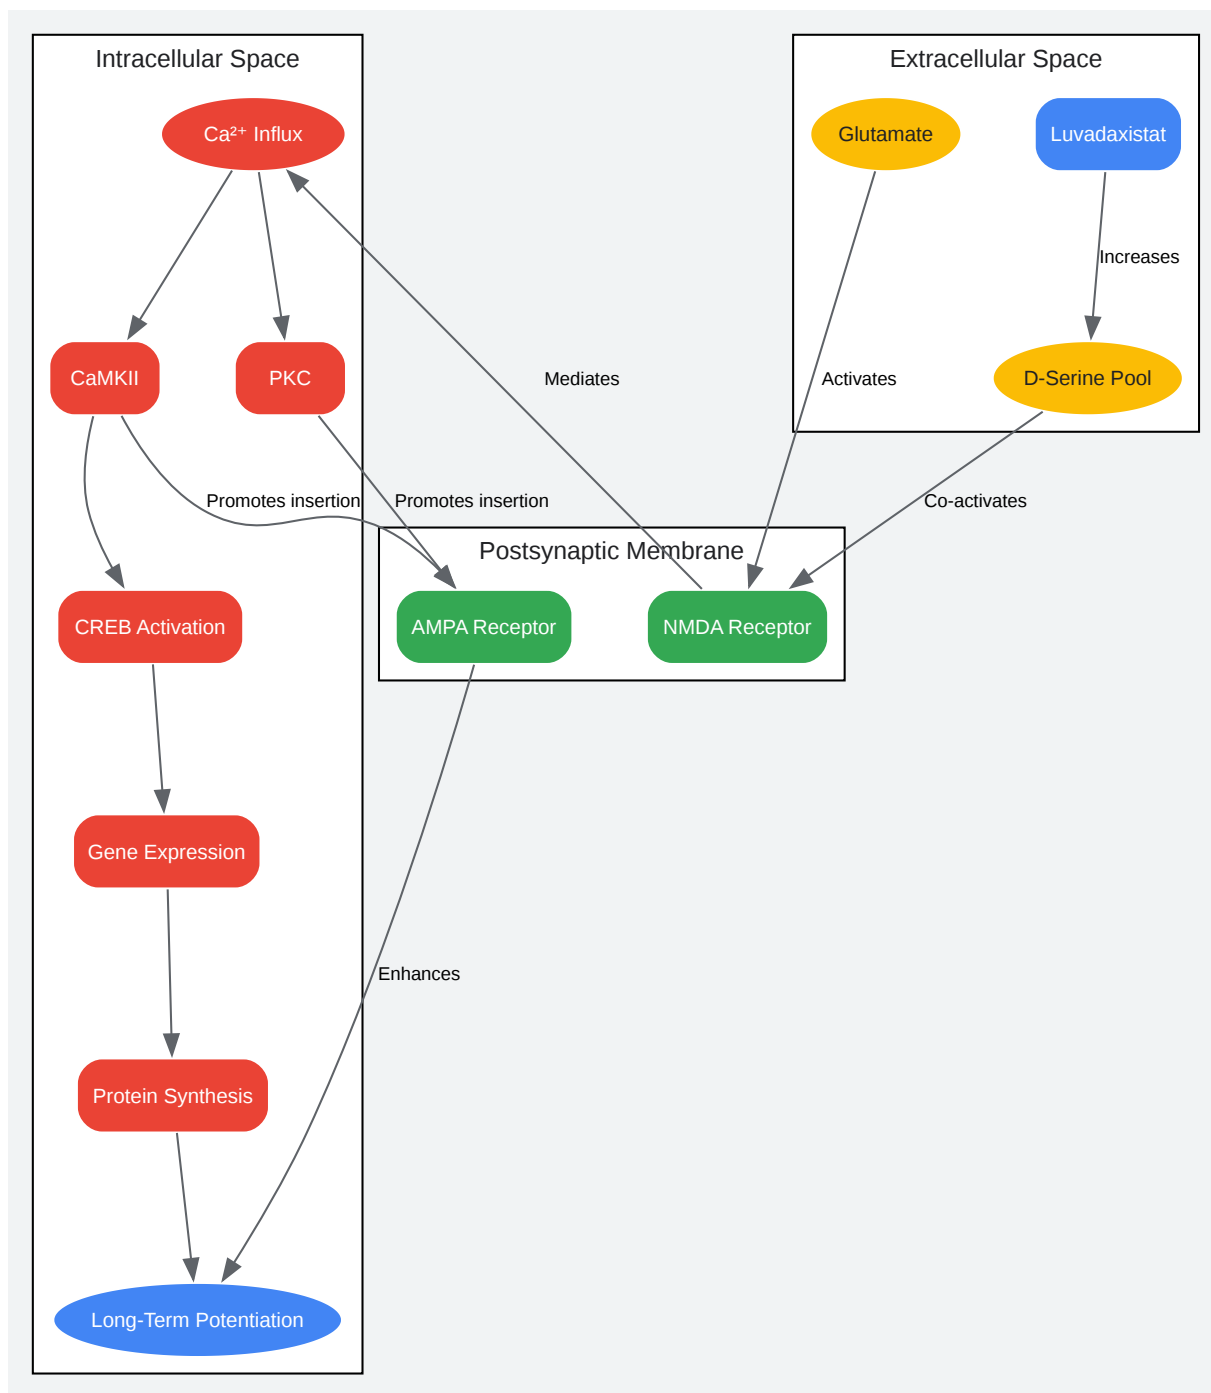 Intracellular Space
Extracellular Space
Ca²⁺ Influx
Glutamate
Luvadaxistat
Increases
CaMKII
PKC
Mediates
Activates
D-Serine Pool
Promotes insertion
Promotes insertion
Co-activates
Postsynaptic Membrane
CREB Activation
AMPA Receptor
NMDA Receptor
Gene Expression
Enhances
Protein Synthesis
Long-Term Potentiation